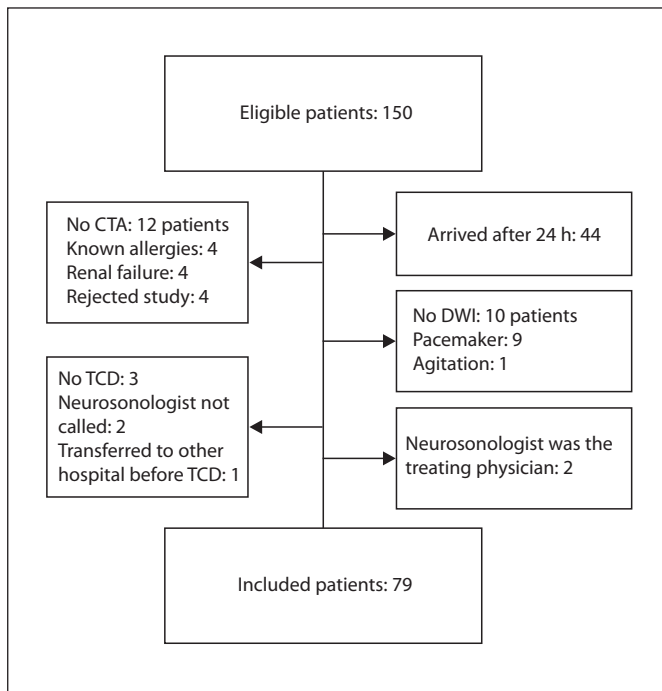 Eligible patients: 150
No CTA: 12 patients
Known allergies: 4
Renal failure: 4
Rejected study: 4
Arrived after 24 h: 44
No DWI: 10 patients
Pacemaker: 9
Agitation: 1
No TCD: 3
Neurosonologist not
called: 2
Transferred to other
hospital before TCD: 1
Neurosonologist was the
treating physician: 2
Included patients: 79